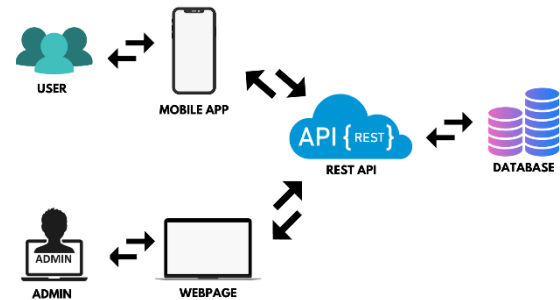 USER
MOBILE APP
API { REST }
REST API
DATABASE
ADMIN
ADMIN
WEBPAGE